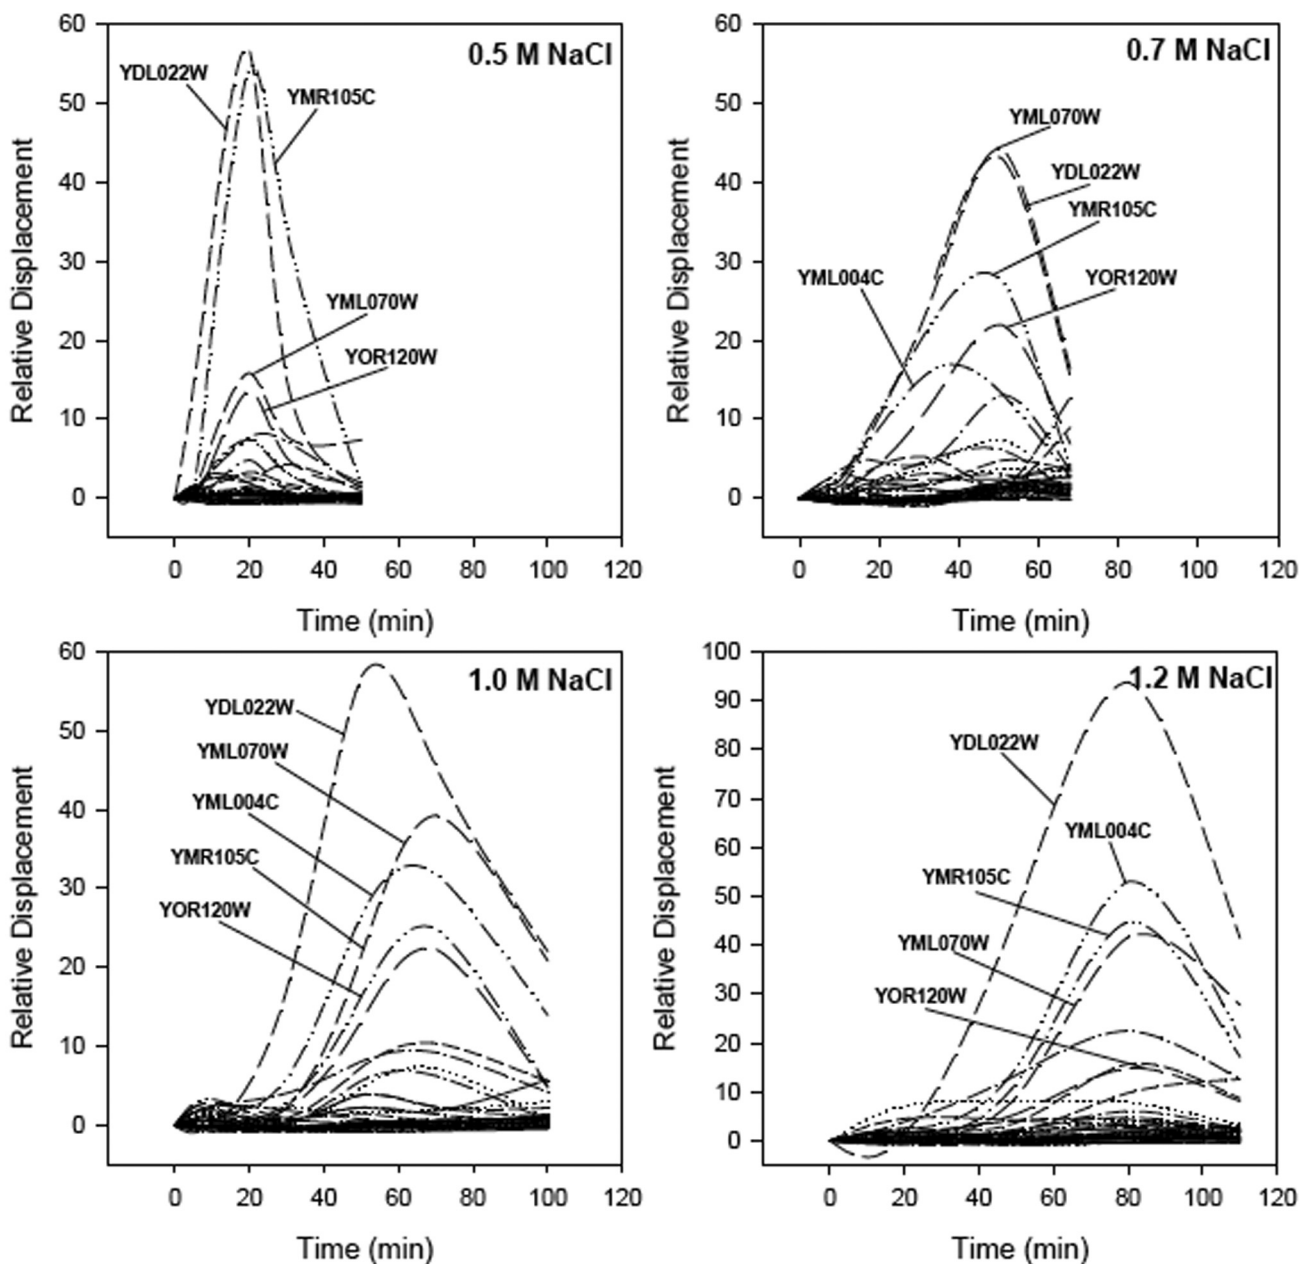 60
0.5 M NaCl
YDL022W
YMR105C
50
40
30
YML070W
20
YOR120W
10
0
0 20 40 60 80 100 120
Relative Displacement
Time (min)
60
0.7 M NaCl
50
YML070W
40
YDL022W
YMR105C
30
YML004C
YOR120W
20
10
0
0 20 40 60 80 100 120
Relative Displacement
Time (min)
60
1.0 M NaCl
YDL022W
50
YML070W
YML004C
40
YMR105C
30
YOR120W
20
10
0
0 20 40 60 80 100 120
Relative Displacement
Time (min)
100
1.2 M NaCl
90
80
YDL022W
70
YML004C
60
YMR105C
50
YML070W
40
YOR120W
30
20
10
0
0 20 40 60 80 100 120
Relative Displacement
Time (min)